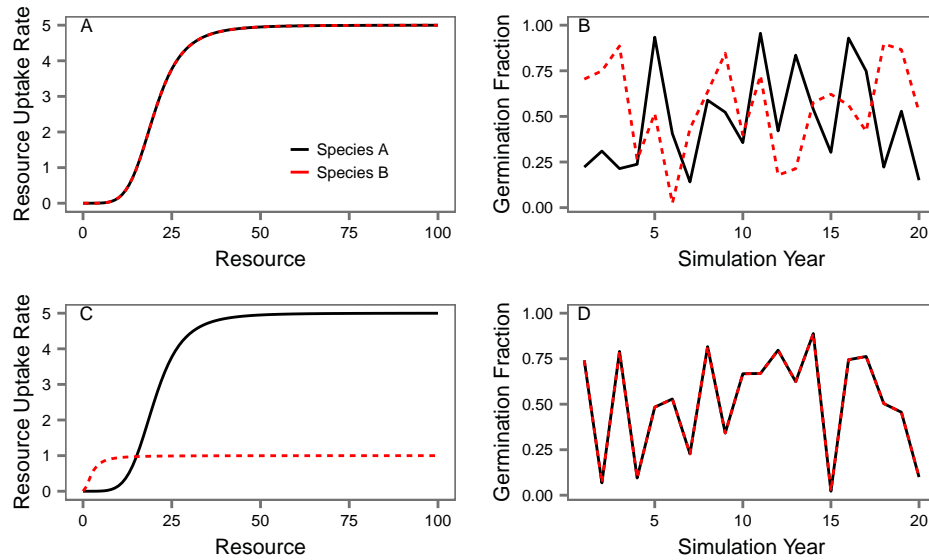 A
Resource Uptake Rate
5
4
3
2
1
0
Species A
Species B
0 25 50 75 100
Resource
B
Germination Fraction
1.00
0.75
0.50
0.25
0.00
5 10 15 20
Simulation Year
C
Resource Uptake Rate
5
4
3
2
1
0
0 25 50 75 100
Resource
D
Germination Fraction
1.00
0.75
0.50
0.25
0.00
5 10 15 20
Simulation Year